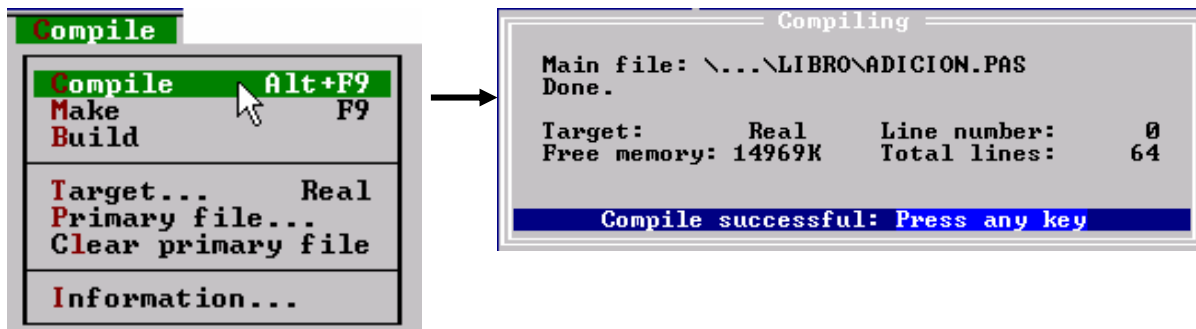 Compile
Compile Alt+F9
Make F9
Build
Target... Real
Primary file...
Clear primary file
Information...
Compiling
Main file: \...\LIBRO\ADICION.PAS
Done.
Target: Real Line number: 0
Free memory: 14969K Total lines: 64
Compile successful: Press any key